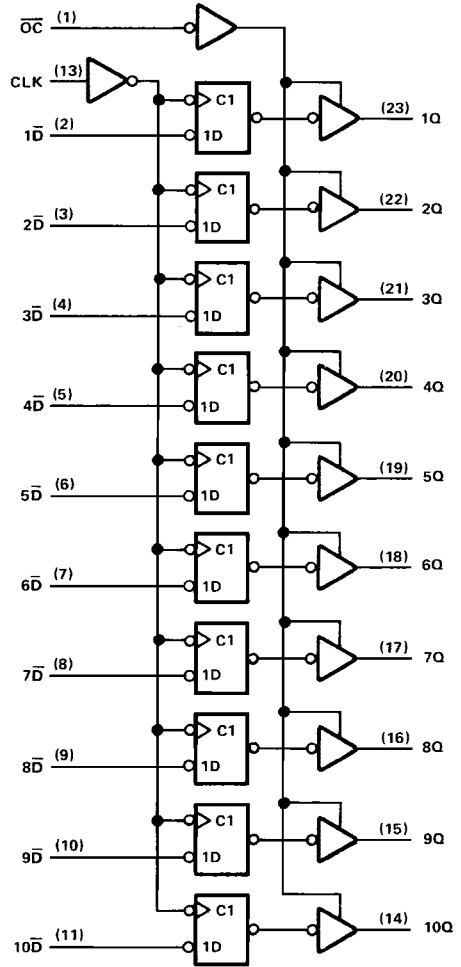 O̅C̅ (1)
CLK (13)
C1
1D̅ (2) 1D (23) 1Q
C1
2D̅ (3) 1D (22) 2Q
C1
3D̅ (4) 1D (21) 3Q
C1
4D̅ (5) 1D (20) 4Q
C1
5D̅ (6) 1D (19) 5Q
C1
6D̅ (7) 1D (18) 6Q
C1
7D̅ (8) 1D (17) 7Q
C1
8D̅ (9) 1D (16) 8Q
C1
9D̅ (10) 1D (15) 9Q
C1
10D̅ (11) 1D (14) 10Q